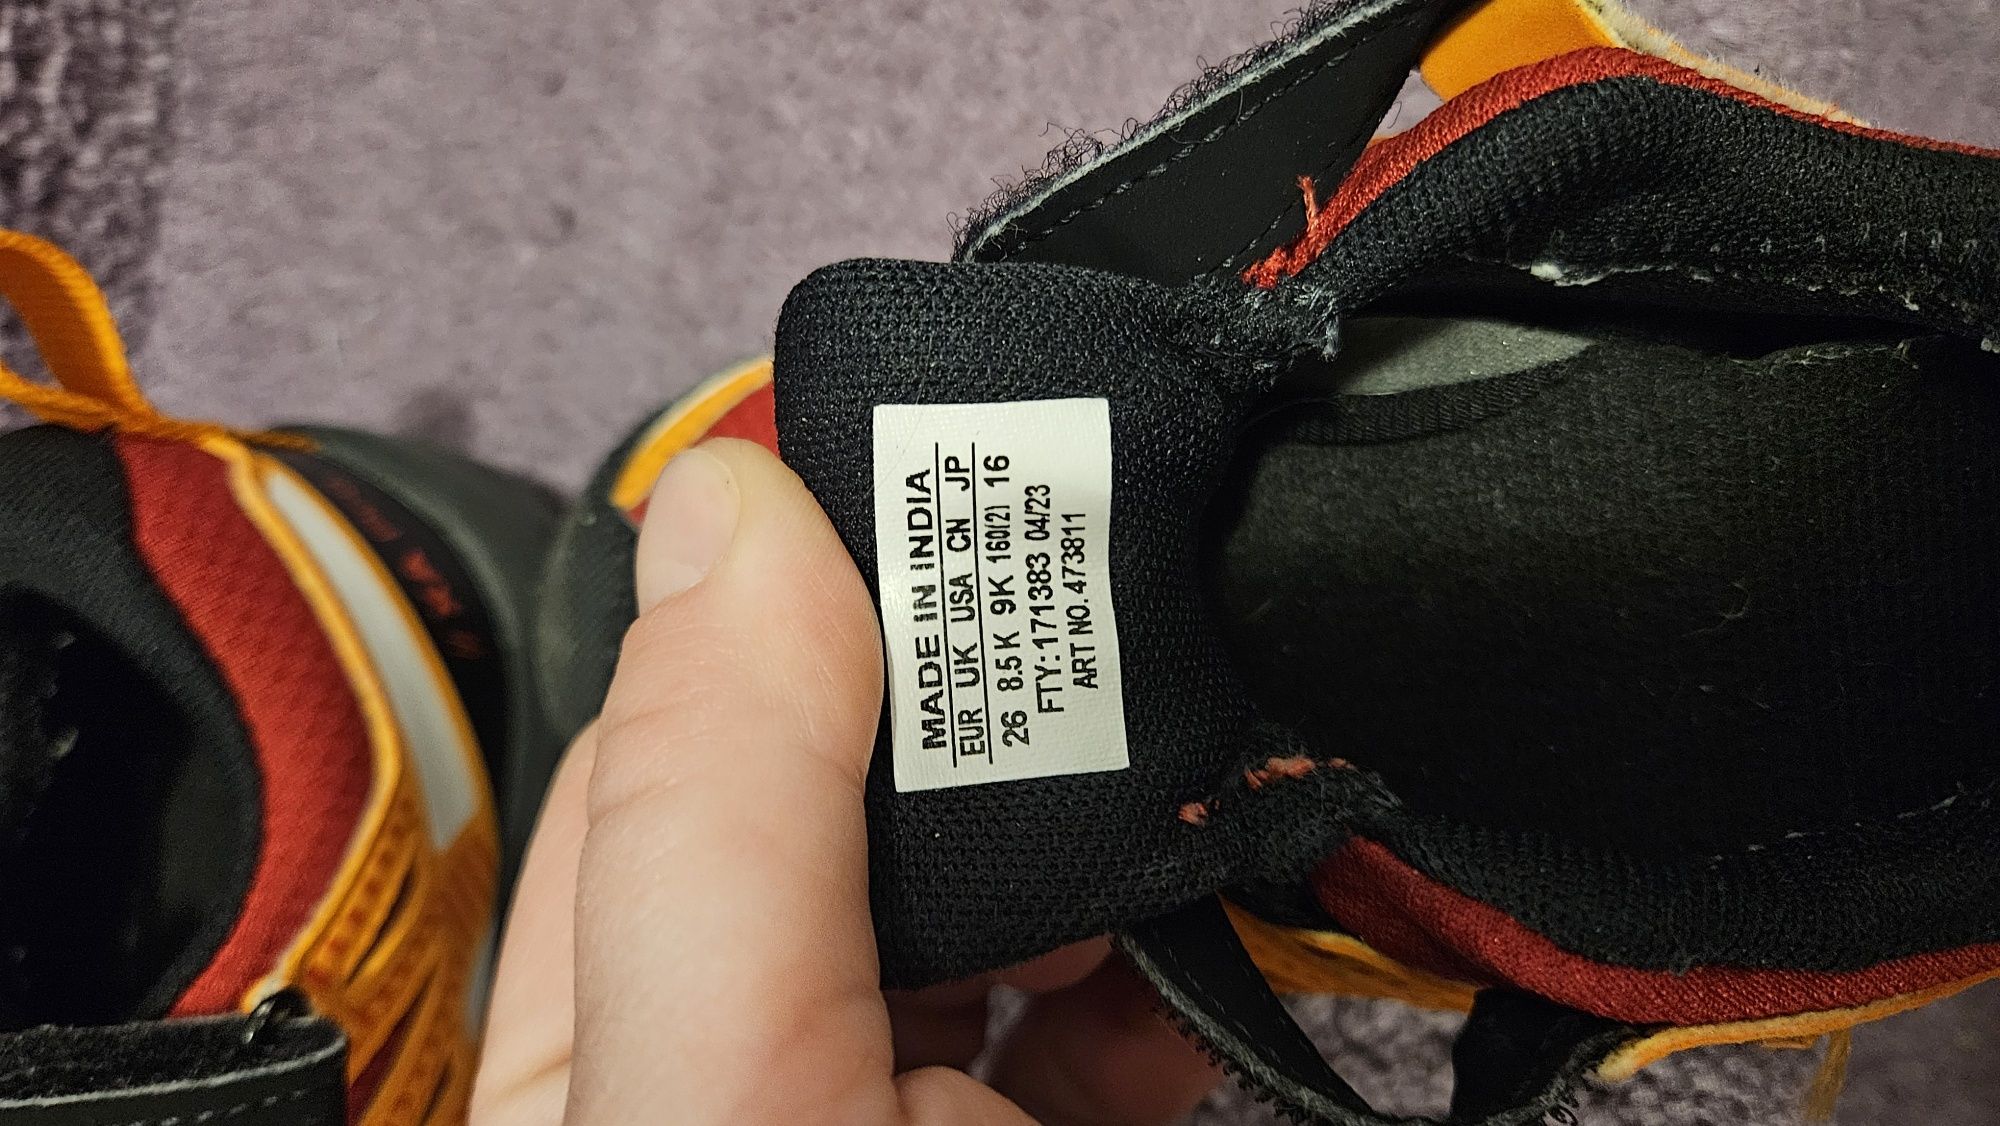 MADE IN INDIA
EUR UK USA CN JP
26 8.5K 9K 160(2) 16
FTY:171383 04/23
ART NO.473811